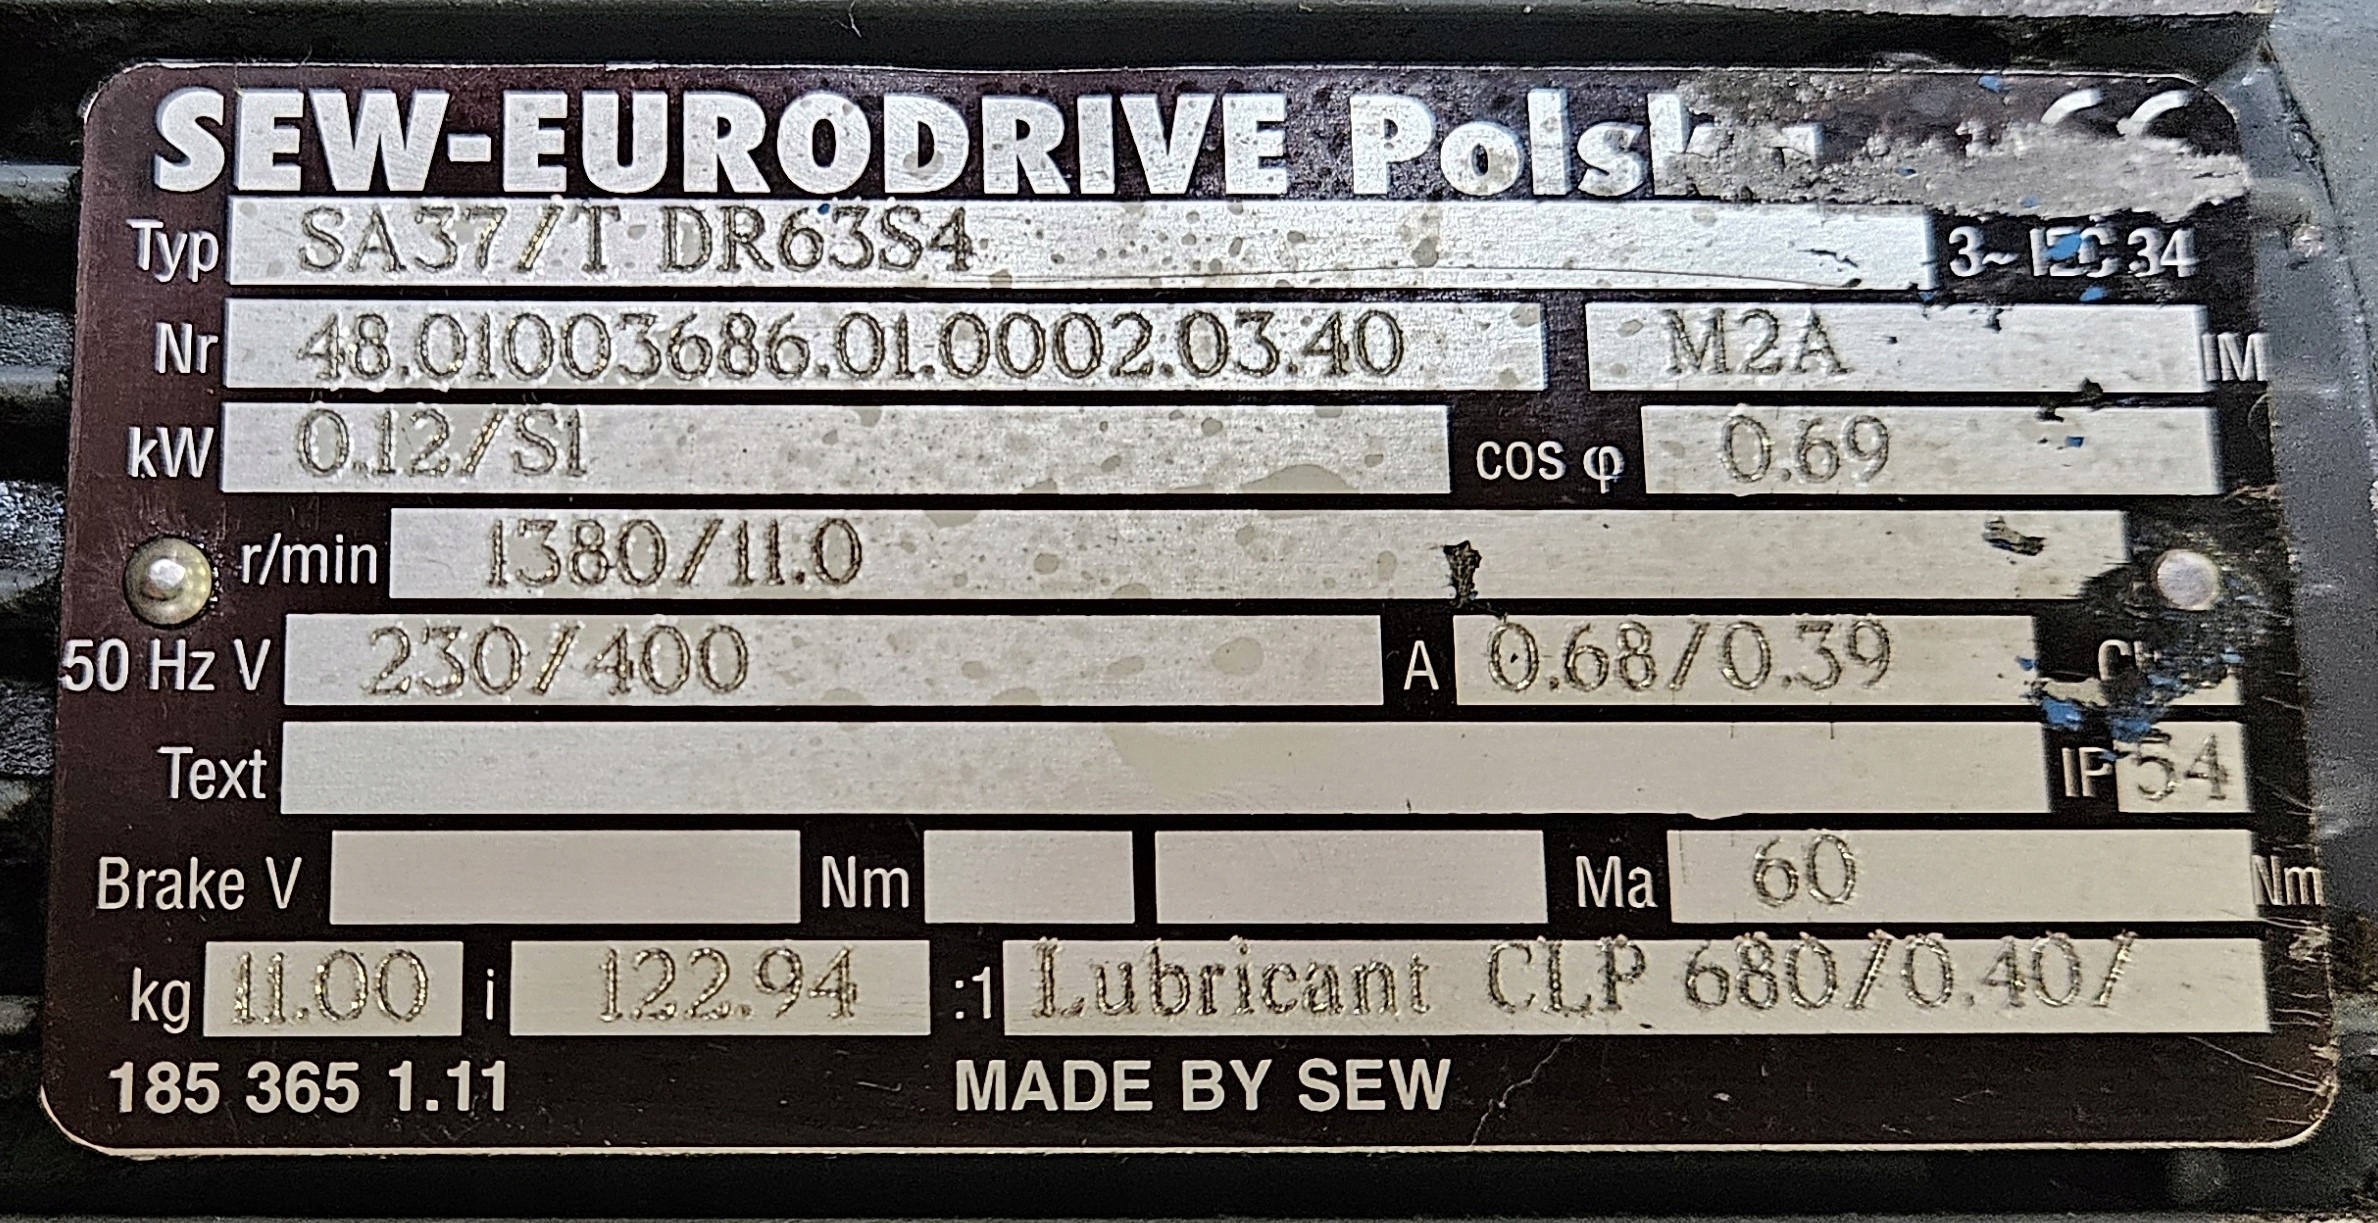 SEW-EURODRIVE Polska
Typ SA37/T DR63S4 3~ IEC 34
Nr 48.01003686.01.0002.03.40 M2A IM
kW 0.12/S1 cos φ 0.69
r/min 1380/11.0
50 Hz V 230/400 A 0.68/0.39
Text IP 54
Brake V Nm Ma 60 Nm
kg 11.00 i 122.94 :1 Lubricant CLP 680/0.40/
185 365 1.11 MADE BY SEW